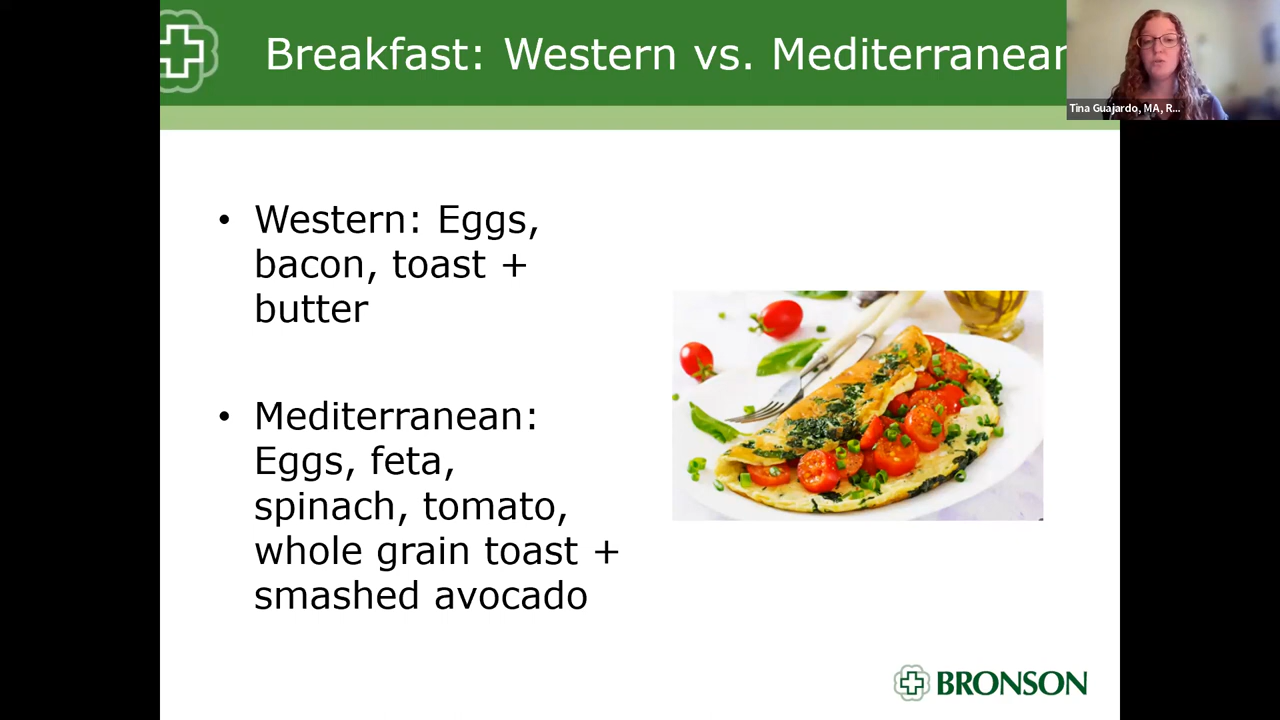 Breakfast: Western vs. Mediterranean
Tina Guajardo, MA, R...
• Western: Eggs,
bacon, toast +
butter
• Mediterranean:
Eggs, feta,
spinach, tomato,
whole grain toast +
smashed avocado
BRONSON